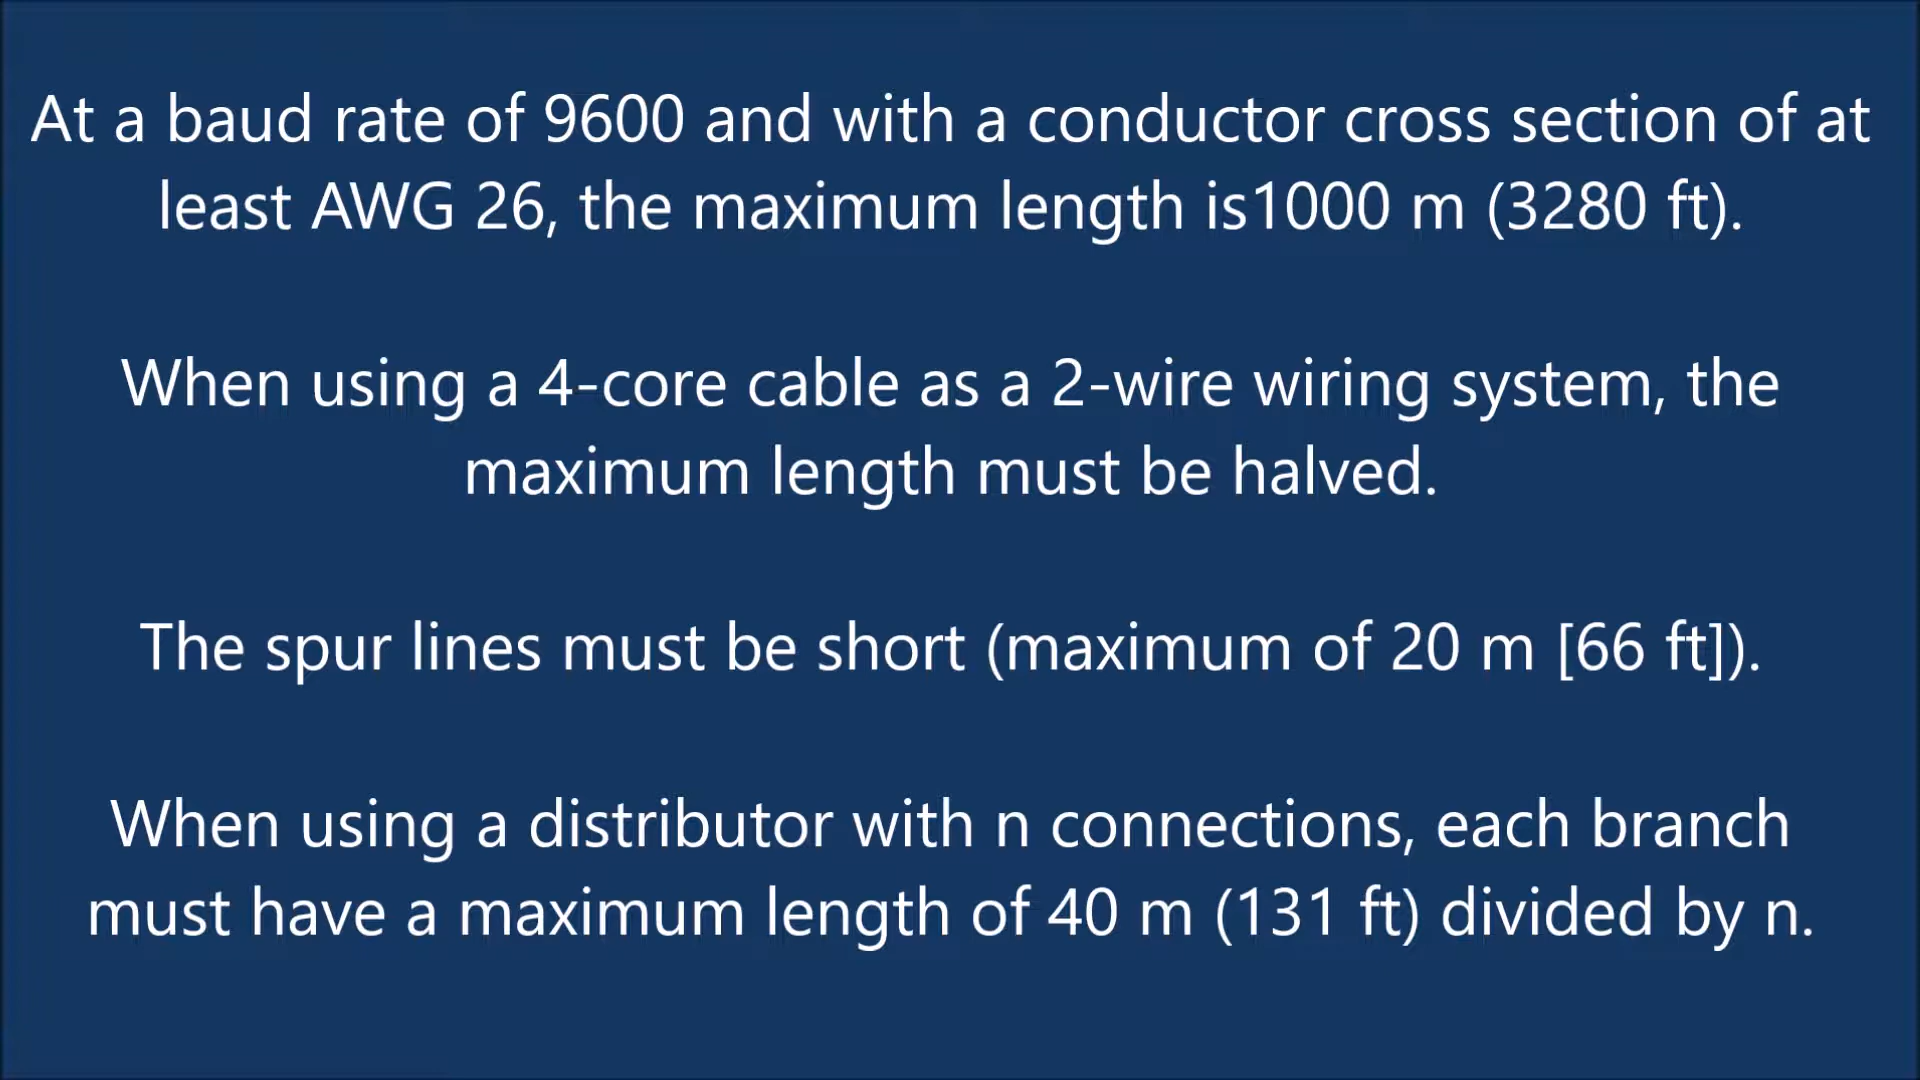 At a baud rate of 9600 and with a conductor cross section of at
least AWG 26, the maximum length is1000 m (3280 ft).
When using a 4-core cable as a 2-wire wiring system, the
maximum length must be halved.
The spur lines must be short (maximum of 20 m [66 ft]).
When using a distributor with n connections, each branch
must have a maximum length of 40 m (131 ft) divided by n.